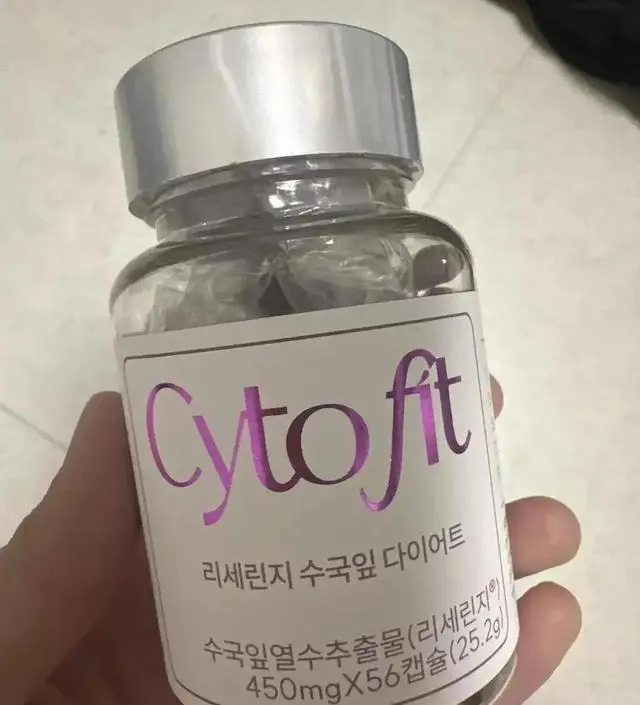 Cytofit
리세린지 수국잎 다이어트
수국잎열수추출물(리세린지®)
450mgX56캡슐(25.2g)